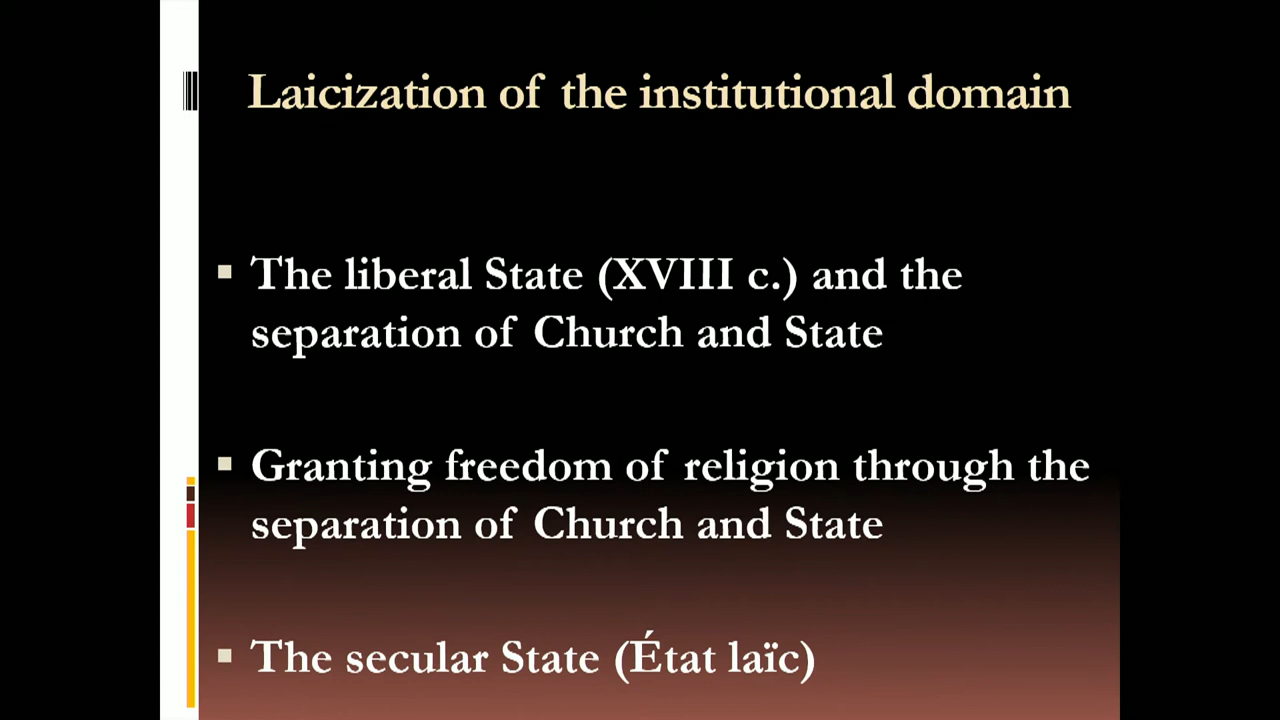 Laicization of the institutional domain
▪ The liberal State (XVIII c.) and the
separation of Church and State
▪ Granting freedom of religion through the
separation of Church and State
▪ The secular State (État laïc)